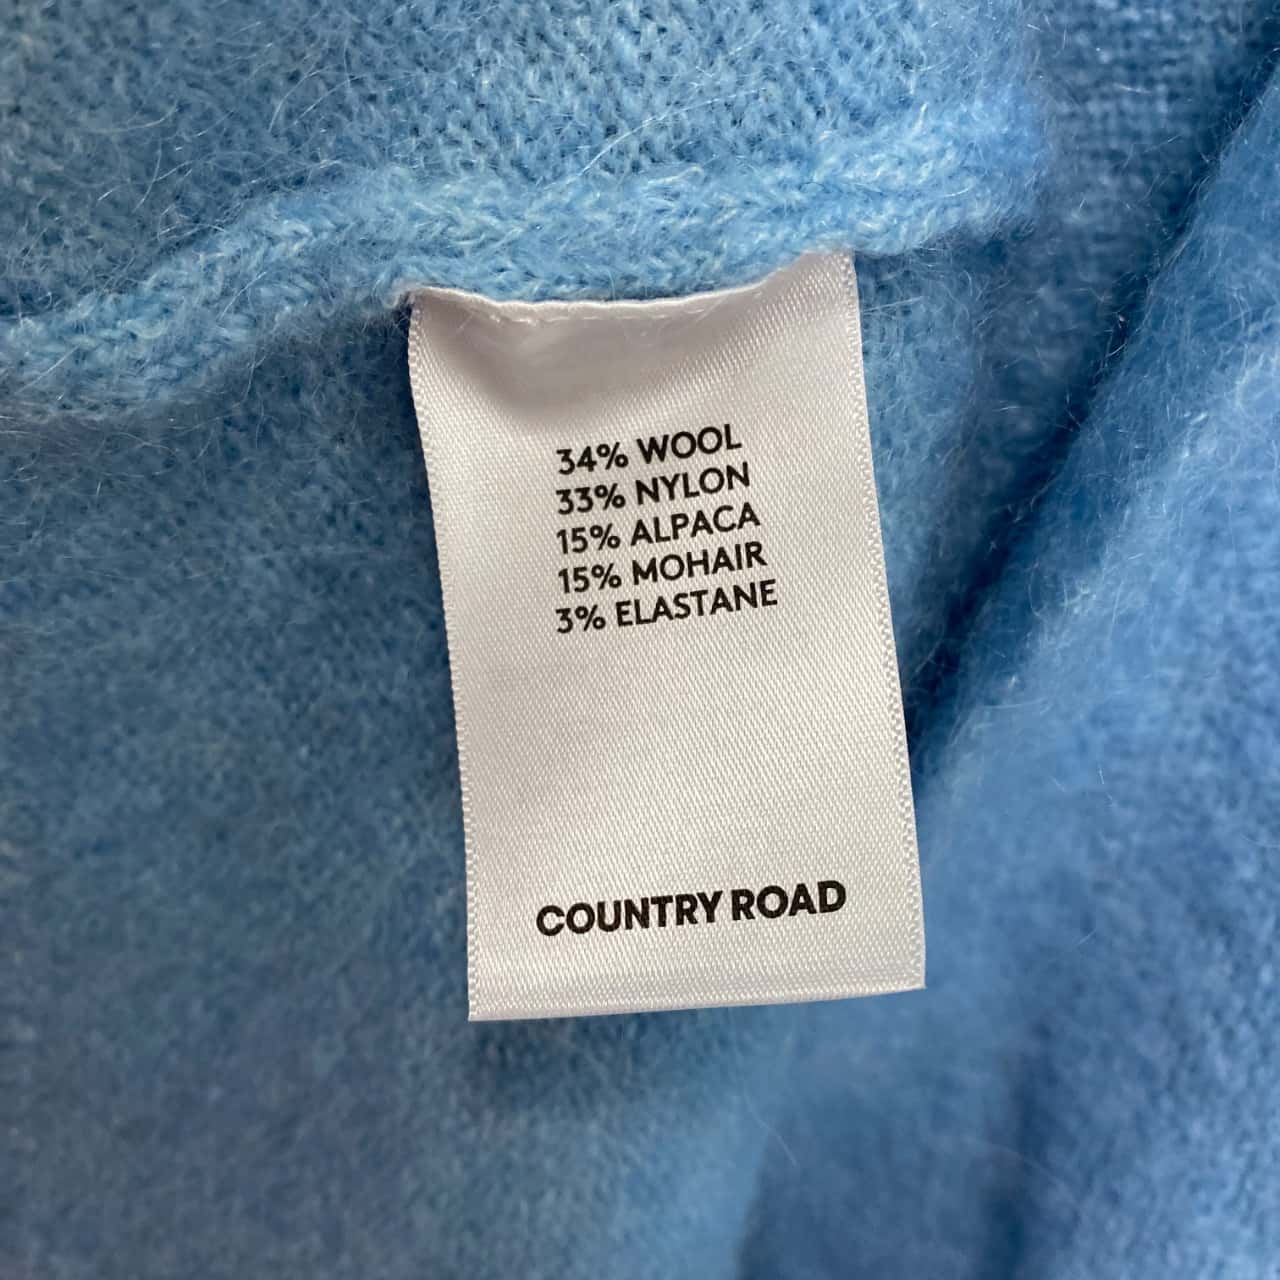 34% WOOL
33% NYLON
15% ALPACA
15% MOHAIR
3% ELASTANE
COUNTRY ROAD